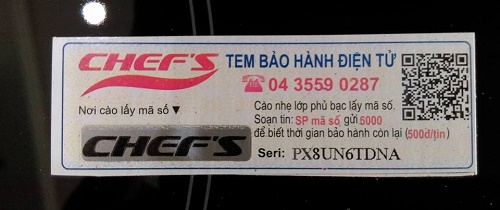 CHEF'S
TEM BẢO HÀNH ĐIỆN TỬ
☎ 04 3559 0287
Nơi cào lấy mã số ▼
Cào nhẹ lớp phủ bạc lấy mã số.
Soạn tin: SP mã số gửi 5000
để biết thời gian bảo hành còn lại (500đ/tin)
CHEF'S
Seri: PX8UN6TDNA